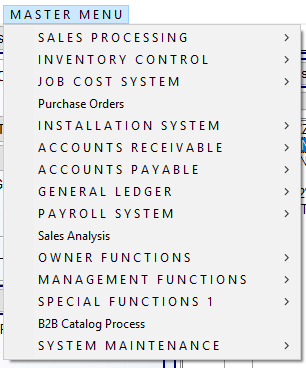 MASTER MENU
SALES PROCESSING
INVENTORY CONTROL
JOB COST SYSTEM
Purchase Orders
INSTALLATION SYSTEM
ACCOUNTS RECEIVABLE
ACCOUNTS PAYABLE
GENERAL LEDGER
PAYROLL SYSTEM
Sales Analysis
OWNER FUNCTIONS
MANAGEMENT FUNCTIONS
SPECIAL FUNCTIONS 1
B2B Catalog Process
SYSTEM MAINTENANCE